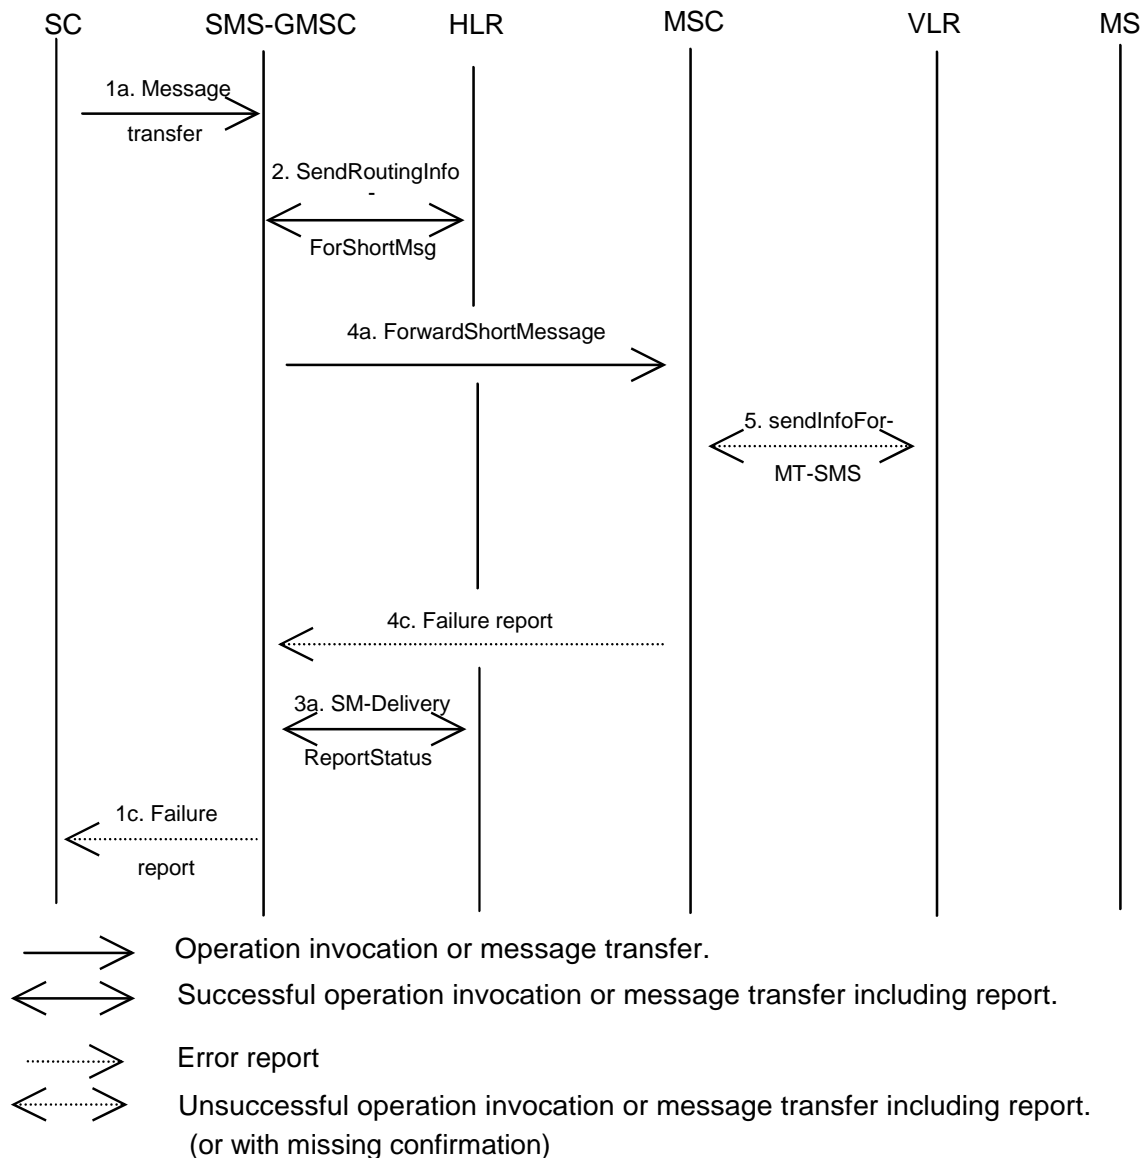 SC SMS-GMSC HLR MSC VLR MS
1a. Message
transfer
2. SendRoutingInfo
-
ForShortMsg
4a. ForwardShortMessage
5. sendInfoFor-
MT-SMS
4c. Failure report
3a. SM-Delivery
ReportStatus
1c. Failure
report
Operation invocation or message transfer.
Successful operation invocation or message transfer including report.
Error report
Unsuccessful operation invocation or message transfer including report.
(or with missing confirmation)